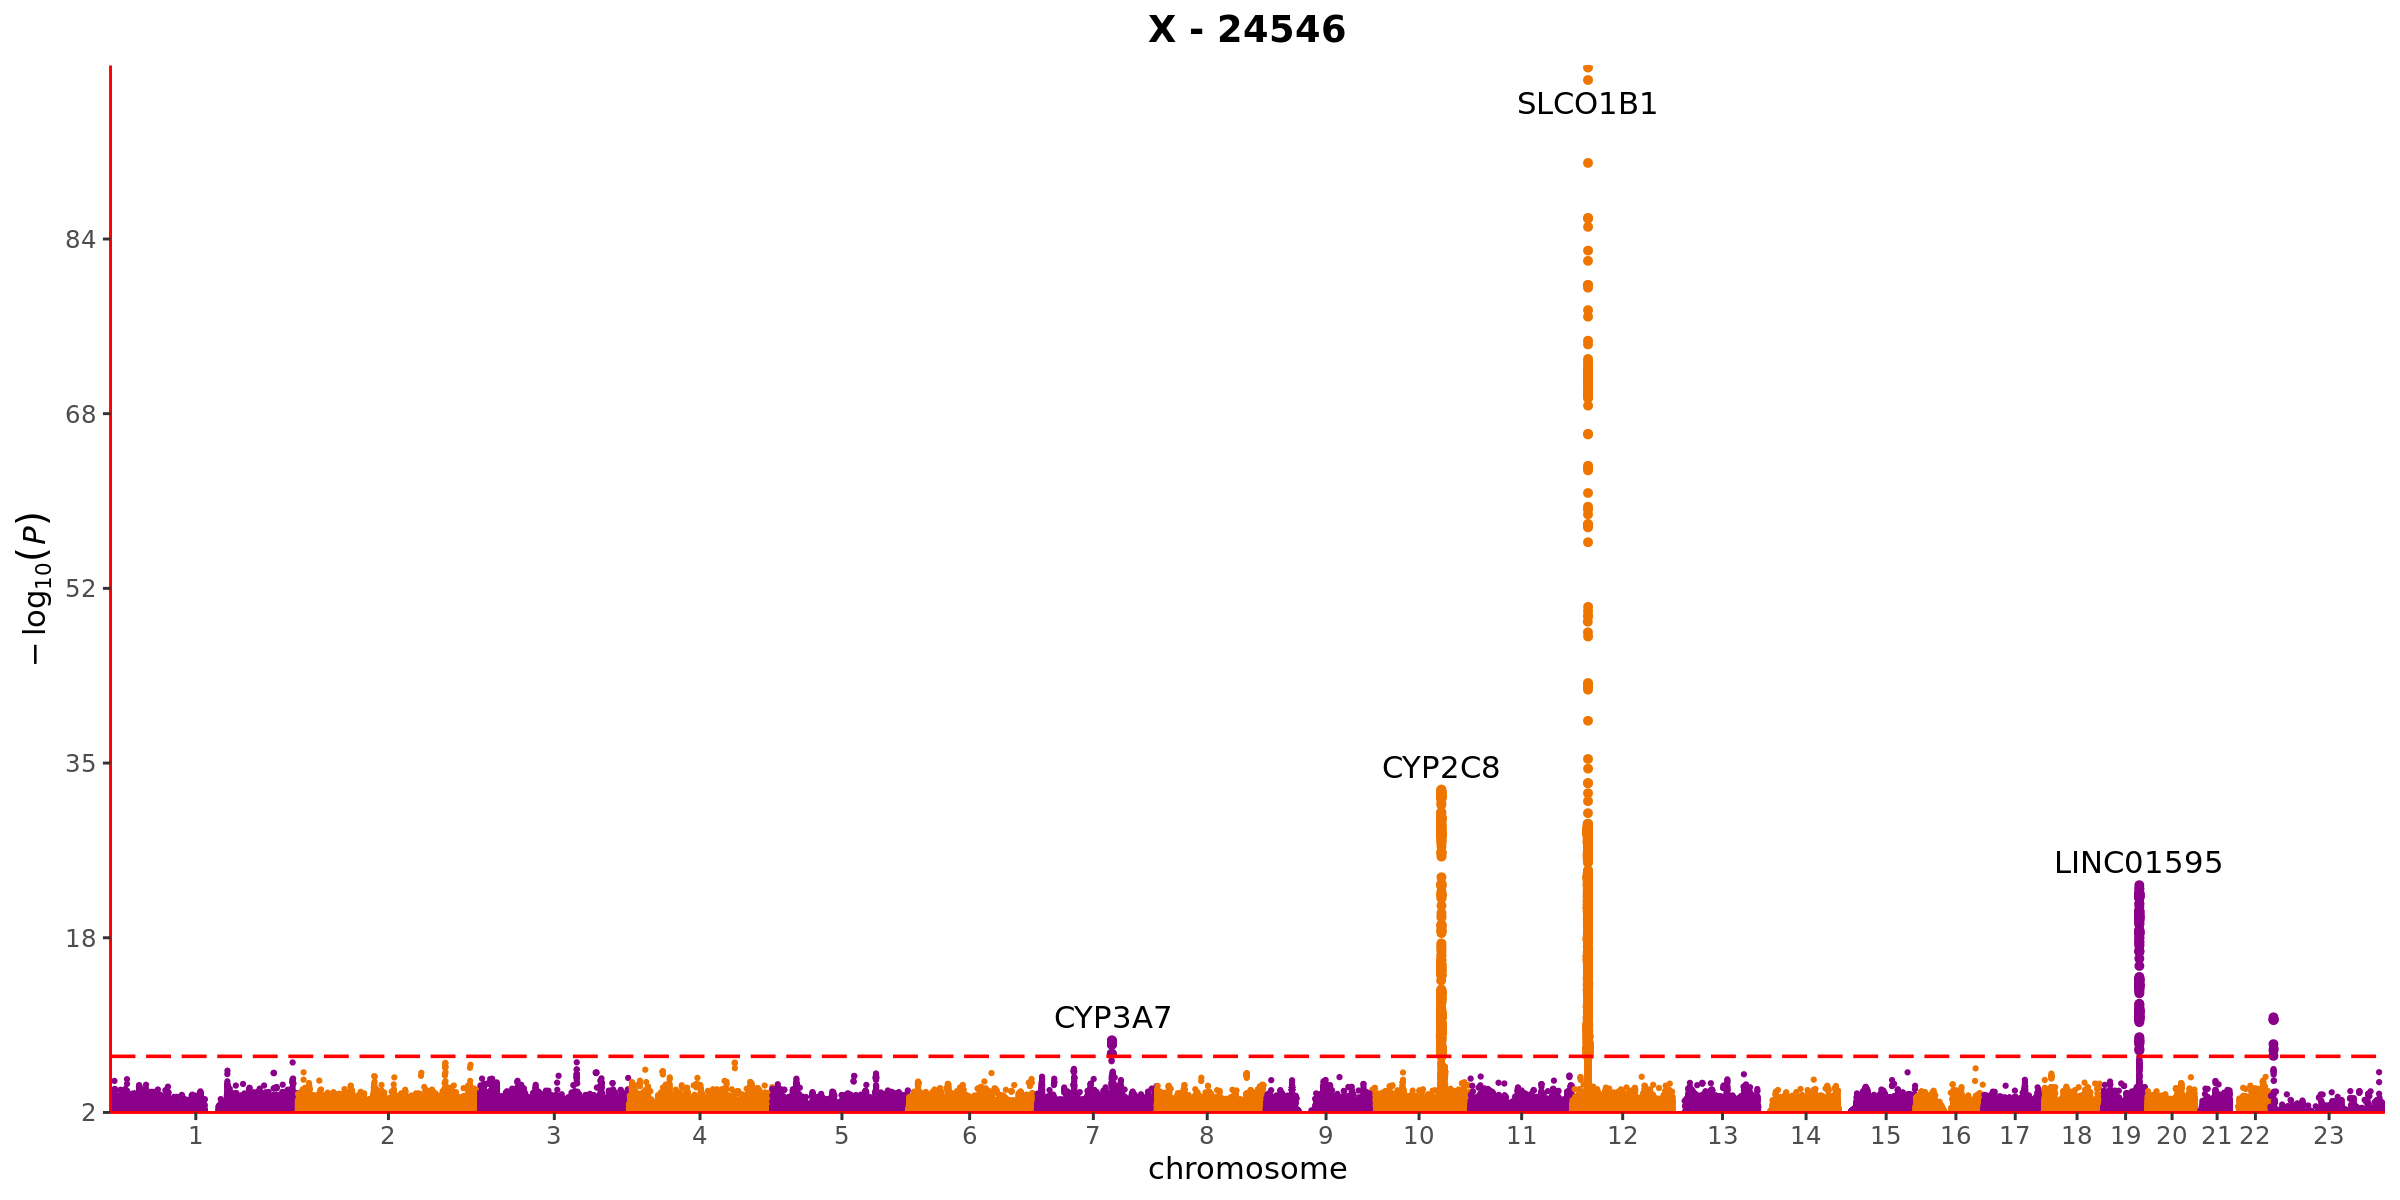 X - 24546
SLCO1B1
84
68
− log10(P)
52
35
CYP2C8
LINC01595
18
CYP3A7
2
1 2 3 4 5 6 7 8 9 10 11 12 13 14 15 16 17 18 19 20 21 22 23
chromosome